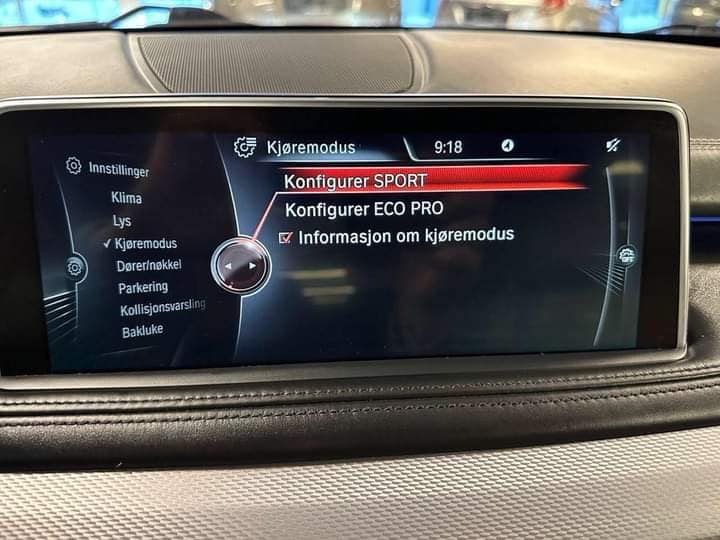 Kjøremodus 9:18
Innstillinger
Klima
Lys
Kjøremodus
Dører/nøkkel
Parkering
Kollisjonsvarsling
Bakluke
Konfigurer SPORT
Konfigurer ECO PRO
Informasjon om kjøremodus